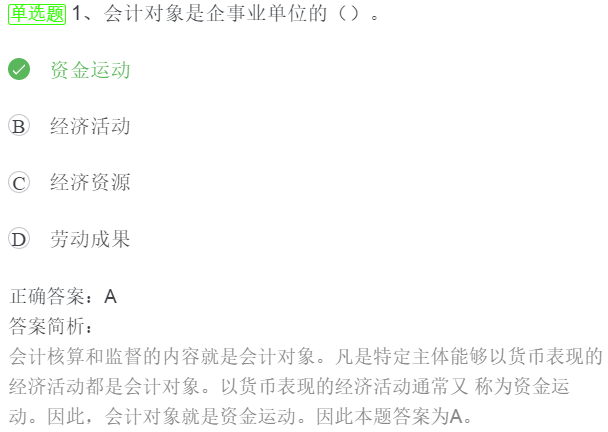 单选题 1、会计对象是企事业单位的（）。
资金运动
B 经济活动
C 经济资源
D 劳动成果
正确答案：A
答案简析：
会计核算和监督的内容就是会计对象。凡是特定主体能够以货币表现的
经济活动都是会计对象。以货币表现的经济活动通常又 称为资金运
动。因此，会计对象就是资金运动。因此本题答案为A。